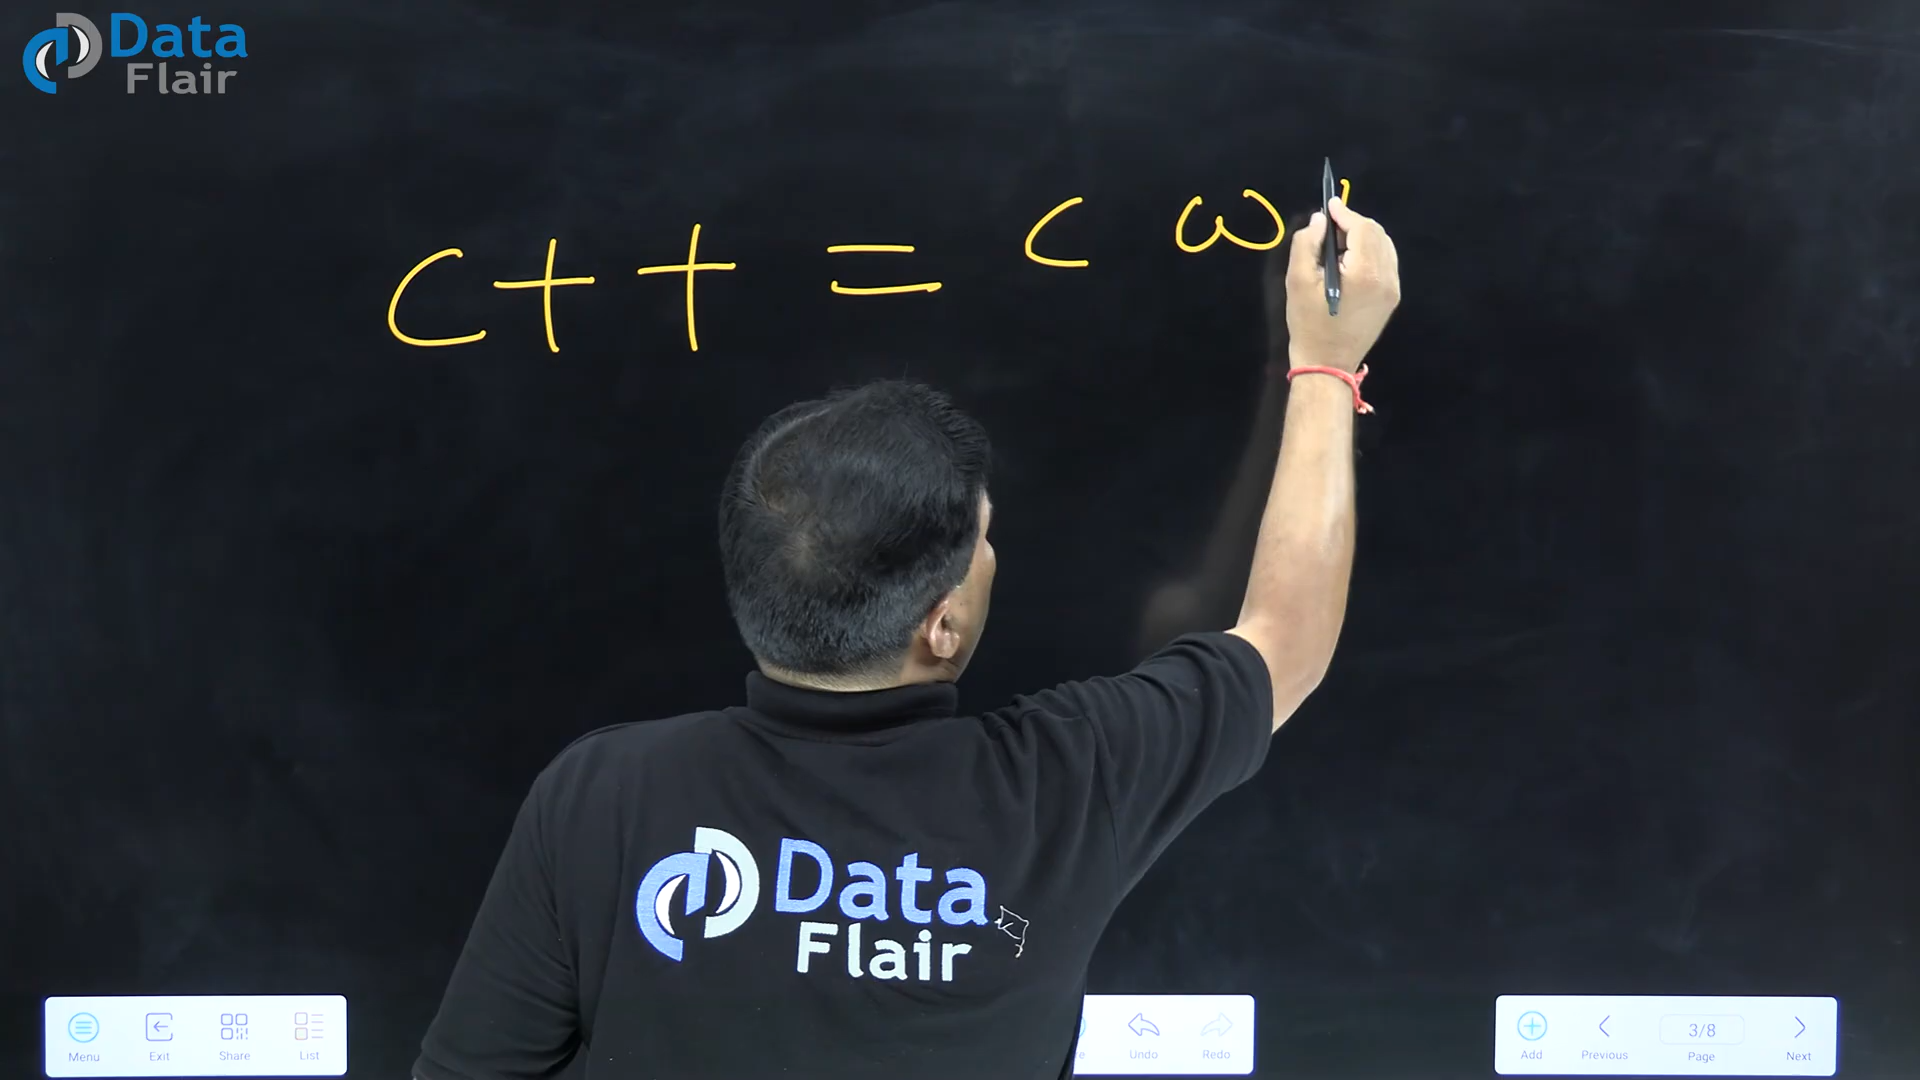 Data
Flair
C++ = C w
Data
Flair
Menu
Exit
Share
List
Undo
Redo
Add
Previous
3/8
Page
Next